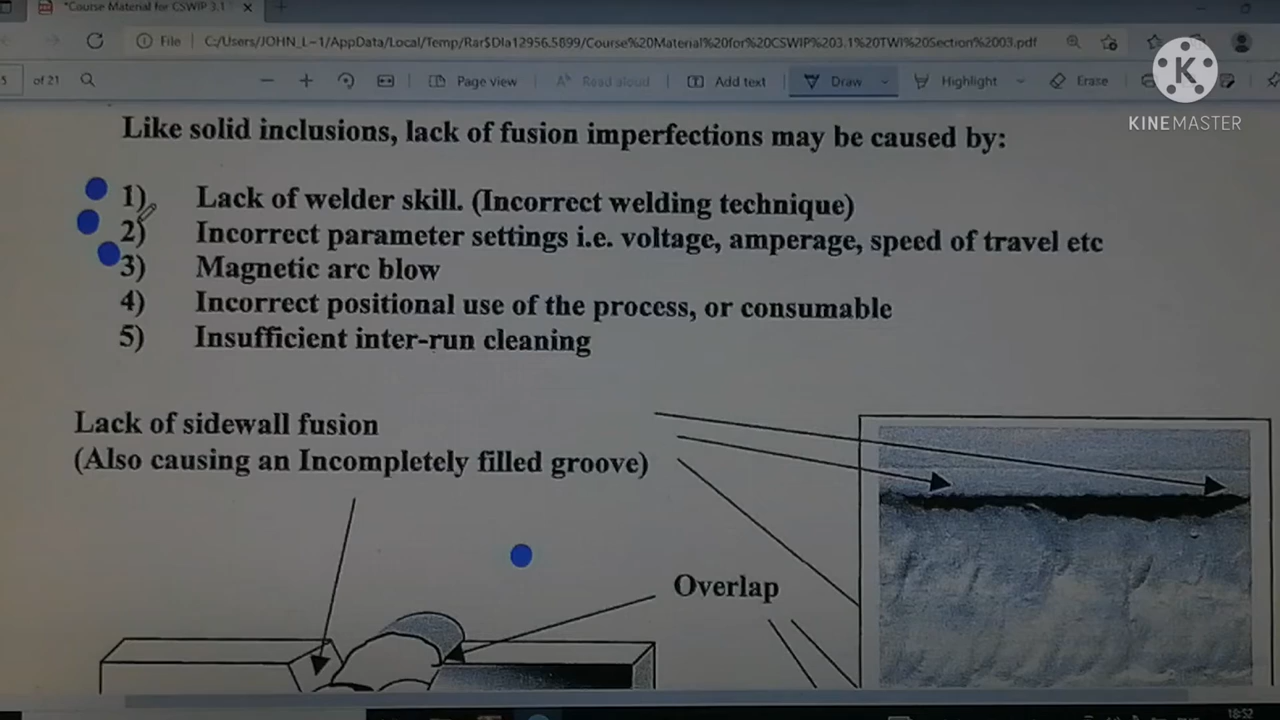 *Course Material for CSWIP 3.1
File
C:/Users/JOHN_L~1/AppData/Local/Temp/Rar$DIa12956.5899/Course%20Material%20for%20CSWIP%203.1%20TWI%20Section%2003.pdf
5 of 21
Page view
Read aloud
Add text
Draw
Highlight
Erase
K
KINEMASTER
Like solid inclusions, lack of fusion imperfections may be caused by:
1) Lack of welder skill. (Incorrect welding technique)
2) Incorrect parameter settings i.e. voltage, amperage, speed of travel etc
3) Magnetic arc blow
4) Incorrect positional use of the process, or consumable
5) Insufficient inter-run cleaning
Lack of sidewall fusion
(Also causing an Incompletely filled groove)
Overlap
18:52